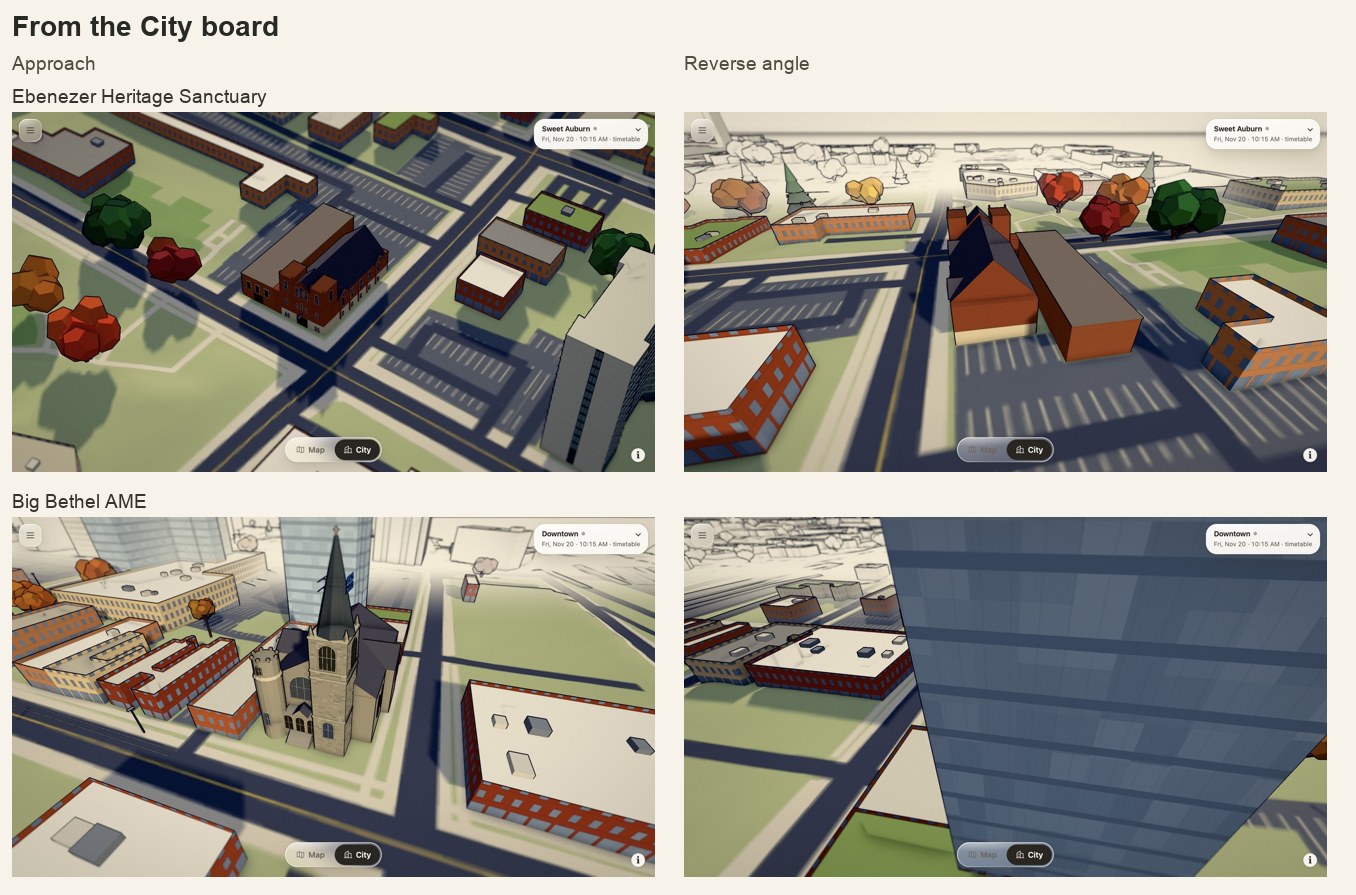 From the City board
Approach
Reverse angle
Ebenezer Heritage Sanctuary
Sweet Auburn
Fri, Nov 20 · 10:15 AM · timetable
Map
City
Sweet Auburn
Fri, Nov 20 · 10:15 AM · timetable
Map
City
Big Bethel AME
Downtown
Fri, Nov 20 · 10:15 AM · timetable
Map
City
Downtown
Fri, Nov 20 · 10:15 AM · timetable
Map
City